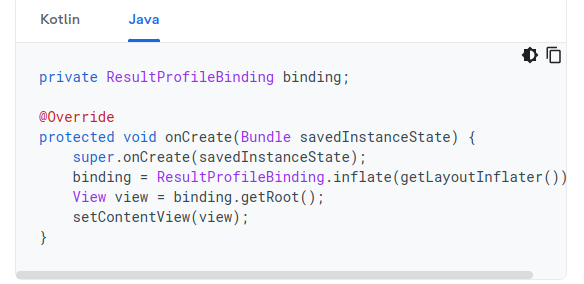 Kotlin Java
private ResultProfileBinding binding;
@Override
protected void onCreate(Bundle savedInstanceState) {
    super.onCreate(savedInstanceState);
    binding = ResultProfileBinding.inflate(getLayoutInflater())
    View view = binding.getRoot();
    setContentView(view);
}